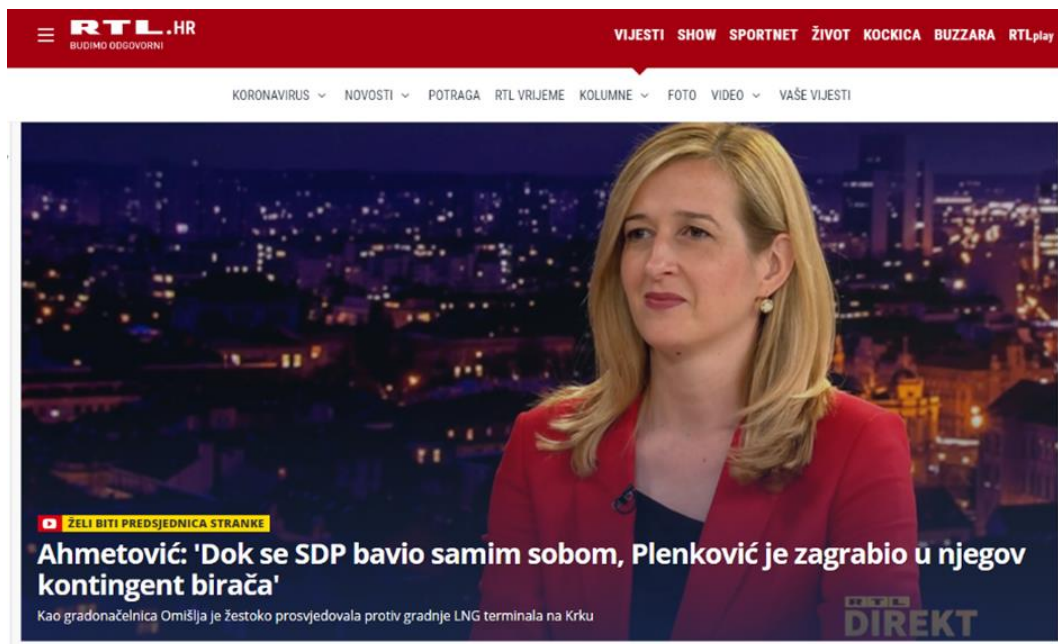 RTL.HR
BUDIMO ODGOVORNI
VIJESTI SHOW SPORTNET ŽIVOT KOCKICA BUZZARA RTLplay
KORONAVIRUS NOVOSTI POTRAGA RTL VRIJEME KOLUMNE FOTO VIDEO VAŠE VIJESTI
ŽELI BITI PREDSJEDNICA STRANKE
Ahmetović: 'Dok se SDP bavio samim sobom, Plenković je zagrabio u njegov
kontingent birača'
Kao gradonačelnica Omišlja je žestoko prosvjedovala protiv gradnje LNG terminala na Krku
RTL
DIREKT